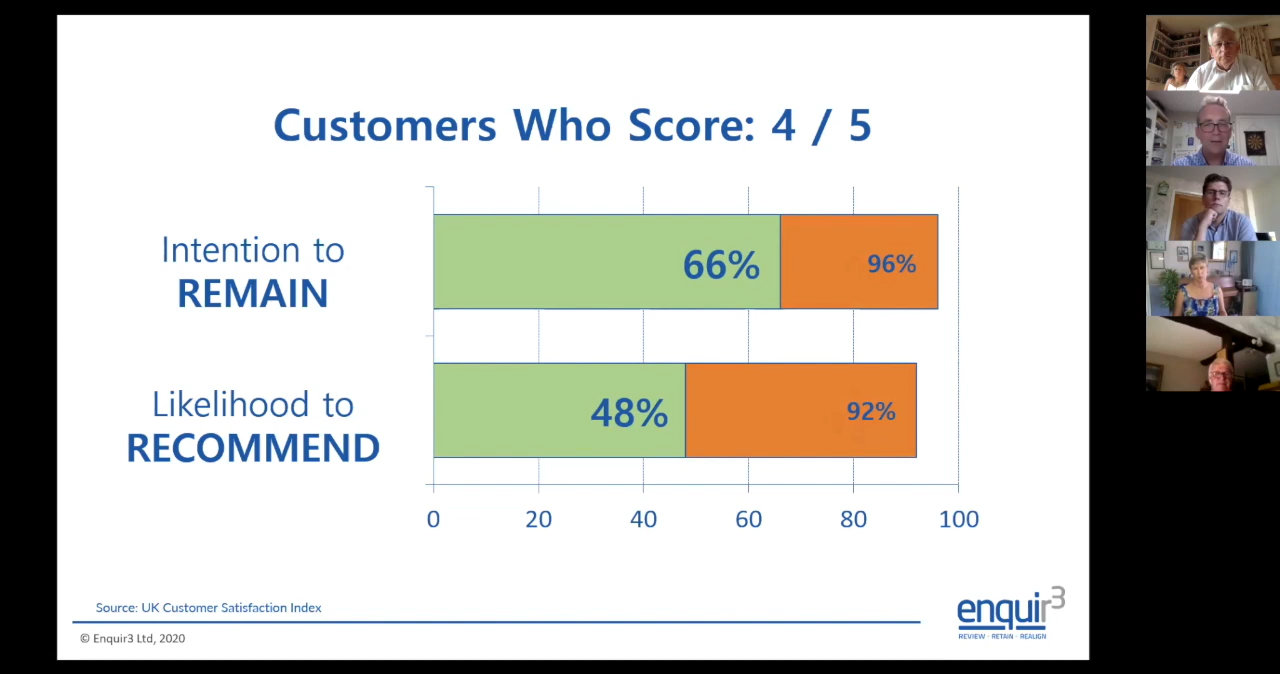 Customers Who Score: 4 / 5
Intention to
REMAIN
66%
96%
Likelihood to
RECOMMEND
48%
92%
0 20 40 60 80 100
Source: UK Customer Satisfaction Index
© Enquir3 Ltd, 2020
enquir3
REVIEW · RETAIN · REALIGN